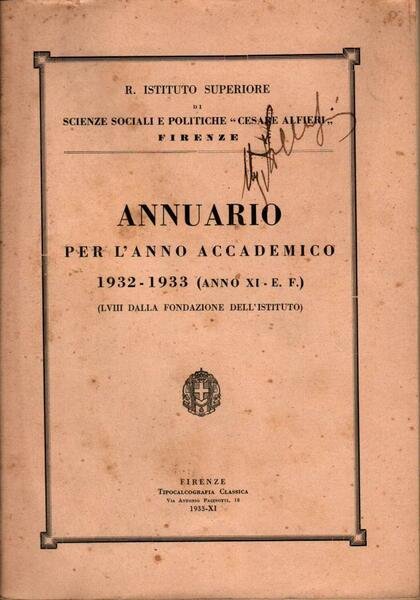 R. ISTITUTO SUPERIORE
DI
SCIENZE SOCIALI E POLITICHE “CESARE ALFIERI„
FIRENZE
ANNUARIO
PER L'ANNO ACCADEMICO
1932-1933 (ANNO XI - E. F.)
(LVIII DALLA FONDAZIONE DELL'ISTITUTO)
FIRENZE
TIPOCALCOGRAFIA CLASSICA
VIA ANTONIO PACINOTTI, 18
1933-XI